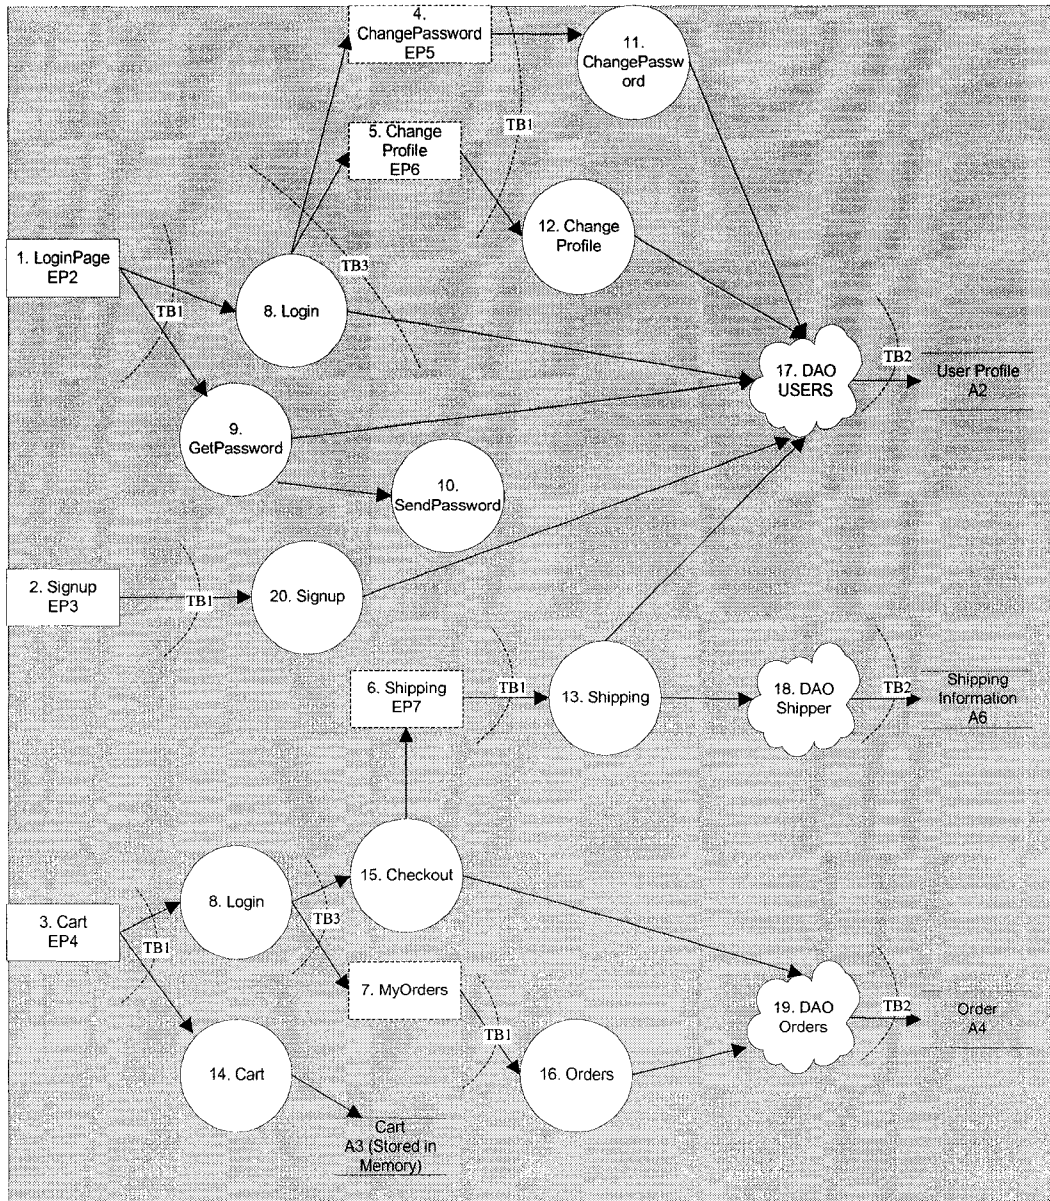 4.
ChangePassword
EP5
11.
ChangePassw
ord
TB1
5. Change
Profile
EP6
12. Change
Profile
1. LoginPage
EP2
TB3
TB1
8. Login
TB2
17. DAO
USERS
User Profile
A2
9.
GetPassword
10.
SendPassword
2. Signup
EP3
TB1
20. Signup
6. Shipping
EP7
TB1
13. Shipping
18. DAO
Shipper
TB2
Shipping
Information
A6
15. Checkout
8. Login
3. Cart
EP4
TB1
TB3
7. MyOrders
TB1
19. DAO
Orders
TB2
Order
A4
14. Cart
16. Orders
Cart
A3 (Stored in
Memory)